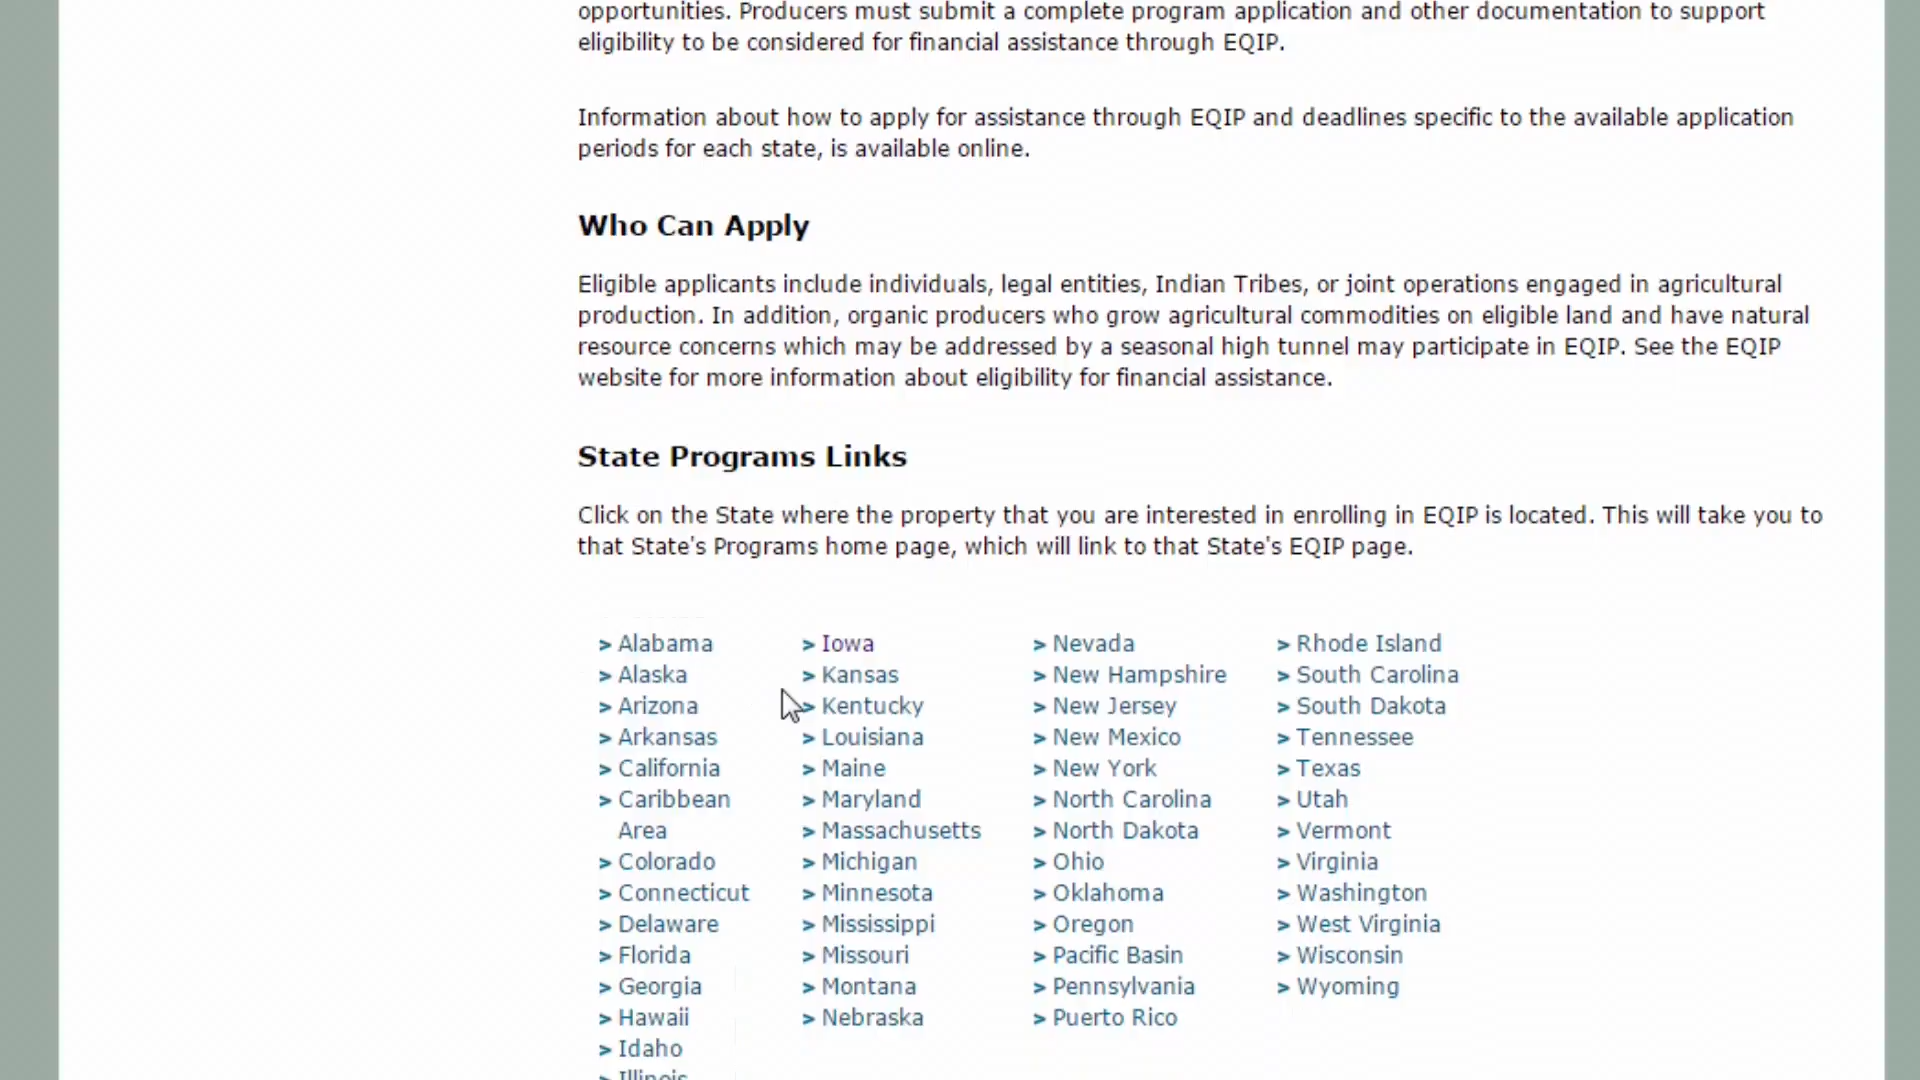 opportunities. Producers must submit a complete program application and other documentation to support
eligibility to be considered for financial assistance through EQIP.
Information about how to apply for assistance through EQIP and deadlines specific to the available application
periods for each state, is available online.
Who Can Apply
Eligible applicants include individuals, legal entities, Indian Tribes, or joint operations engaged in agricultural
production. In addition, organic producers who grow agricultural commodities on eligible land and have natural
resource concerns which may be addressed by a seasonal high tunnel may participate in EQIP. See the EQIP
website for more information about eligibility for financial assistance.
State Programs Links
Click on the State where the property that you are interested in enrolling in EQIP is located. This will take you to
that State's Programs home page, which will link to that State's EQIP page.
> Alabama
> Alaska
> Arizona
> Arkansas
> California
> Caribbean
Area
> Colorado
> Connecticut
> Delaware
> Florida
> Georgia
> Hawaii
> Idaho
> Illinois
> Iowa
> Kansas
> Kentucky
> Louisiana
> Maine
> Maryland
> Massachusetts
> Michigan
> Minnesota
> Mississippi
> Missouri
> Montana
> Nebraska
> Nevada
> New Hampshire
> New Jersey
> New Mexico
> New York
> North Carolina
> North Dakota
> Ohio
> Oklahoma
> Oregon
> Pacific Basin
> Pennsylvania
> Puerto Rico
> Rhode Island
> South Carolina
> South Dakota
> Tennessee
> Texas
> Utah
> Vermont
> Virginia
> Washington
> West Virginia
> Wisconsin
> Wyoming